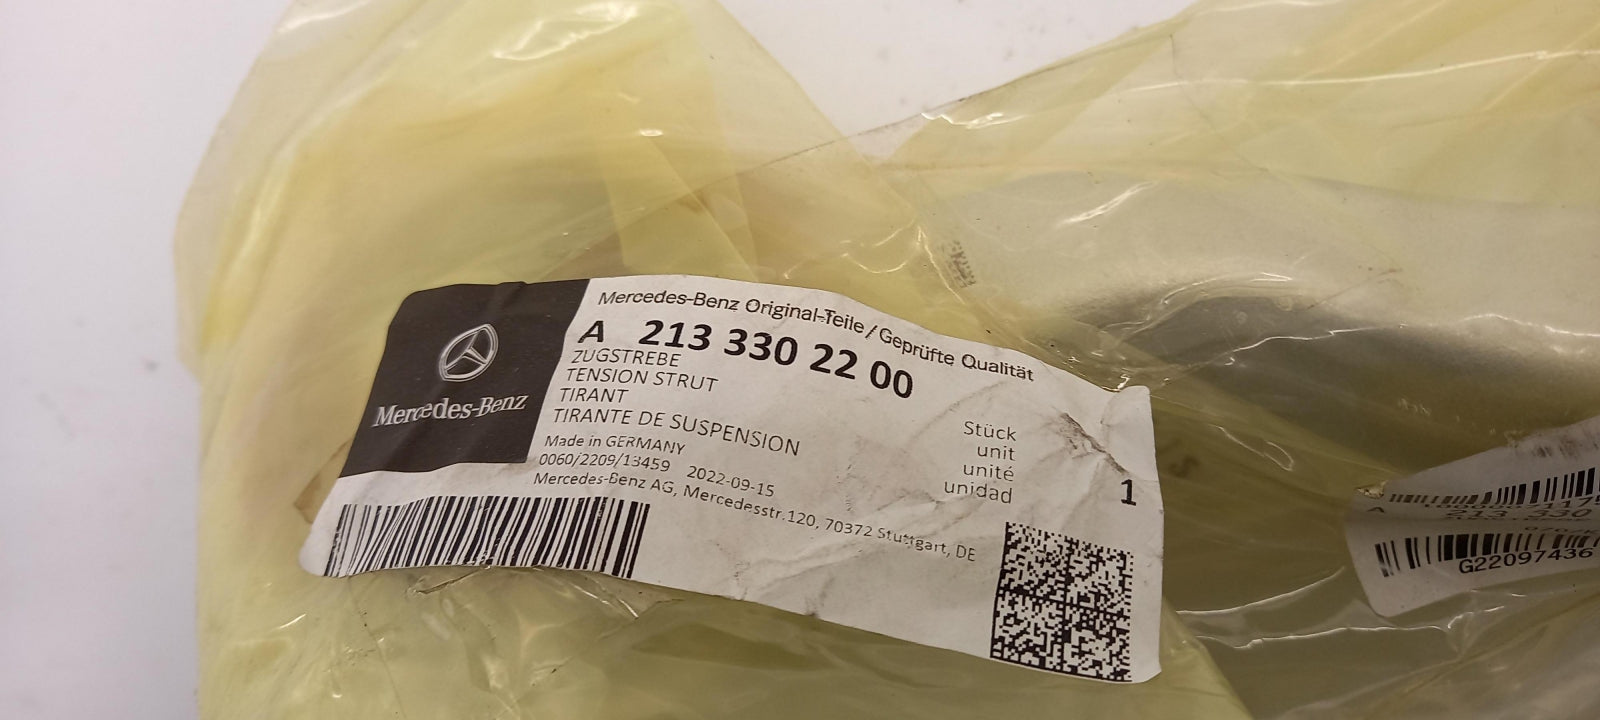 Mercedes-Benz
Mercedes-Benz Original-Teile / Geprüfte Qualität
A 213 330 22 00
ZUGSTREBE
TENSION STRUT
TIRANT
TIRANTE DE SUSPENSION
Made in GERMANY
0060/2209/13459 2022-09-15
Mercedes-Benz AG, Mercedesstr.120, 70372 Stuttgart, DE
Stück
unit
unité
unidad
1
A 213 330
G22097436